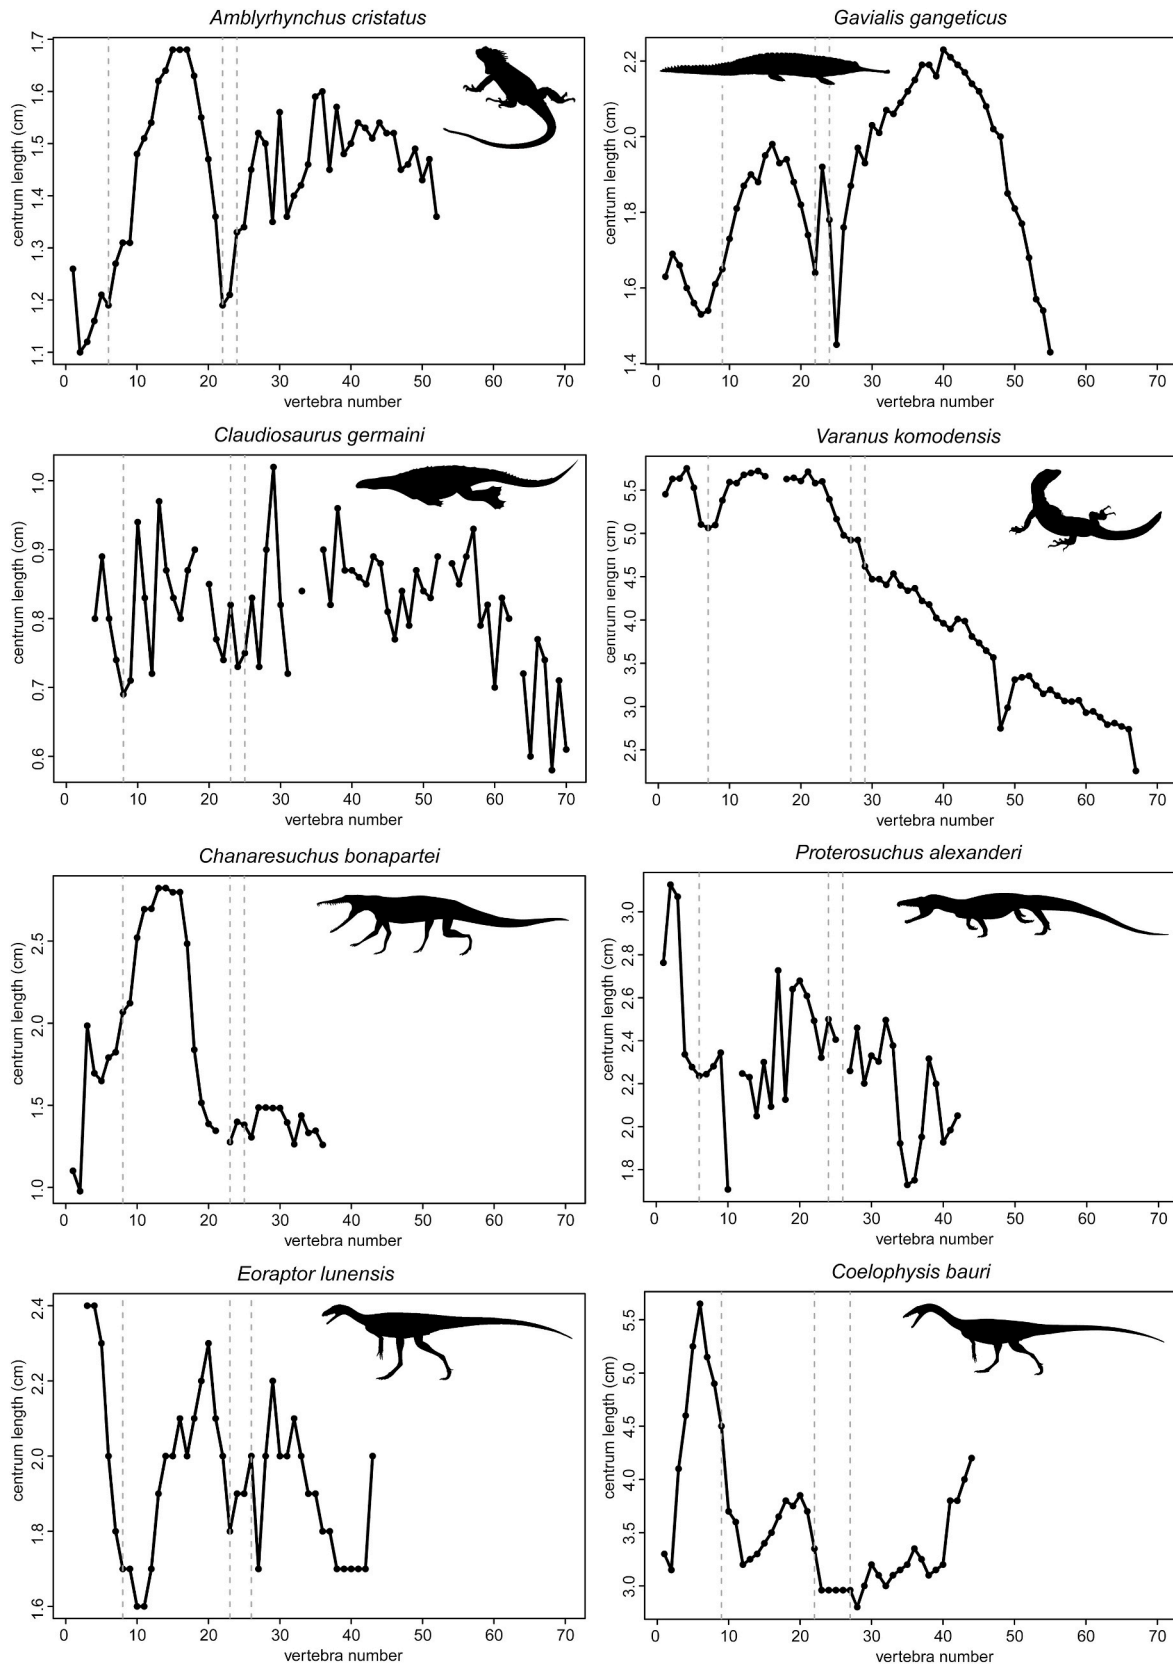 Amblyrhynchus cristatus
centrum length (cm)
1.1 1.2 1.3 1.4 1.5 1.6 1.7
0 10 20 30 40 50 60 70
vertebra number
Gavialis gangeticus
centrum length (cm)
1.4 1.6 1.8 2.0 2.2
0 10 20 30 40 50 60 70
vertebra number
Claudiosaurus germaini
centrum length (cm)
0.6 0.7 0.8 0.9 1.0
0 10 20 30 40 50 60 70
vertebra number
Varanus komodensis
centrum length (cm)
2.5 3.0 3.5 4.0 4.5 5.0 5.5
0 10 20 30 40 50 60 70
vertebra number
Chanaresuchus bonapartei
centrum length (cm)
1.0 1.5 2.0 2.5
0 10 20 30 40 50 60 70
vertebra number
Proterosuchus alexanderi
centrum length (cm)
1.8 2.0 2.2 2.4 2.6 2.8 3.0
0 10 20 30 40 50 60 70
vertebra number
Eoraptor lunensis
centrum length (cm)
1.6 1.8 2.0 2.2 2.4
0 10 20 30 40 50 60 70
vertebra number
Coelophysis bauri
centrum length (cm)
3.0 3.5 4.0 4.5 5.0 5.5
0 10 20 30 40 50 60 70
vertebra number